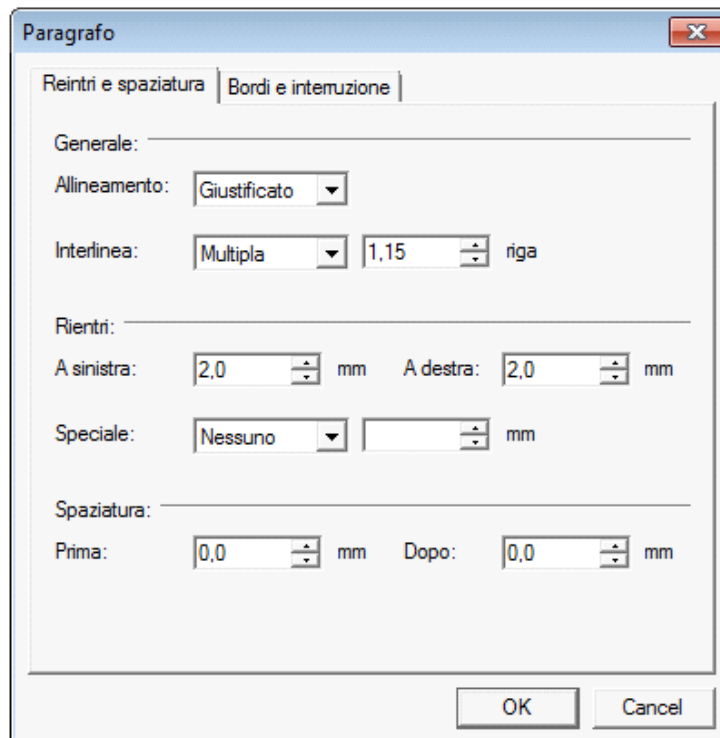 Paragrafo
Reintri e spaziatura Bordi e interruzione
Generale:
Allineamento: Giustificato
Interlinea: Multipla 1,15 riga
Rientri:
A sinistra: 2,0 mm A destra: 2,0 mm
Speciale: Nessuno mm
Spaziatura:
Prima: 0,0 mm Dopo: 0,0 mm
OK Cancel